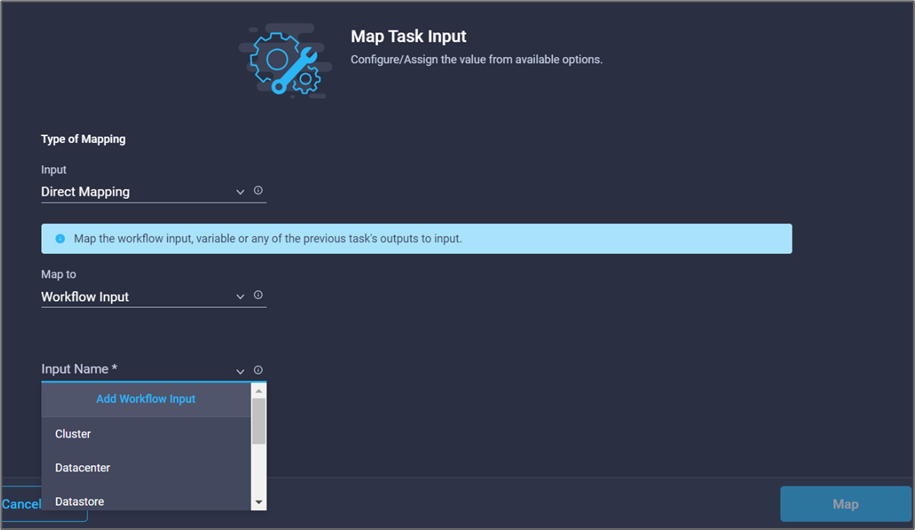 Map Task Input
Configure/Assign the value from available options.
Type of Mapping
Input
Direct Mapping
Map the workflow input, variable or any of the previous task's outputs to input.
Map to
Workflow Input
Input Name *
Add Workflow Input
Cluster
Datacenter
Datastore
Cancel
Map